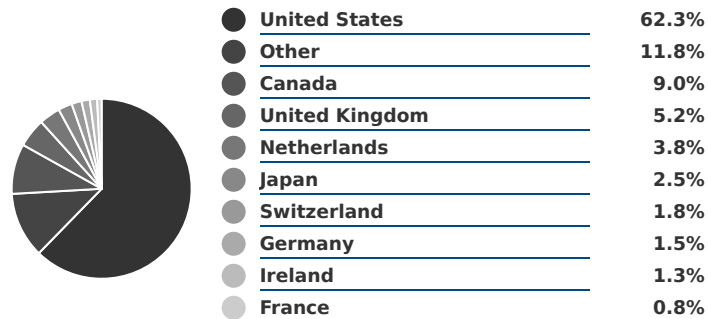 United States 62.3%
Other 11.8%
Canada 9.0%
United Kingdom 5.2%
Netherlands 3.8%
Japan 2.5%
Switzerland 1.8%
Germany 1.5%
Ireland 1.3%
France 0.8%